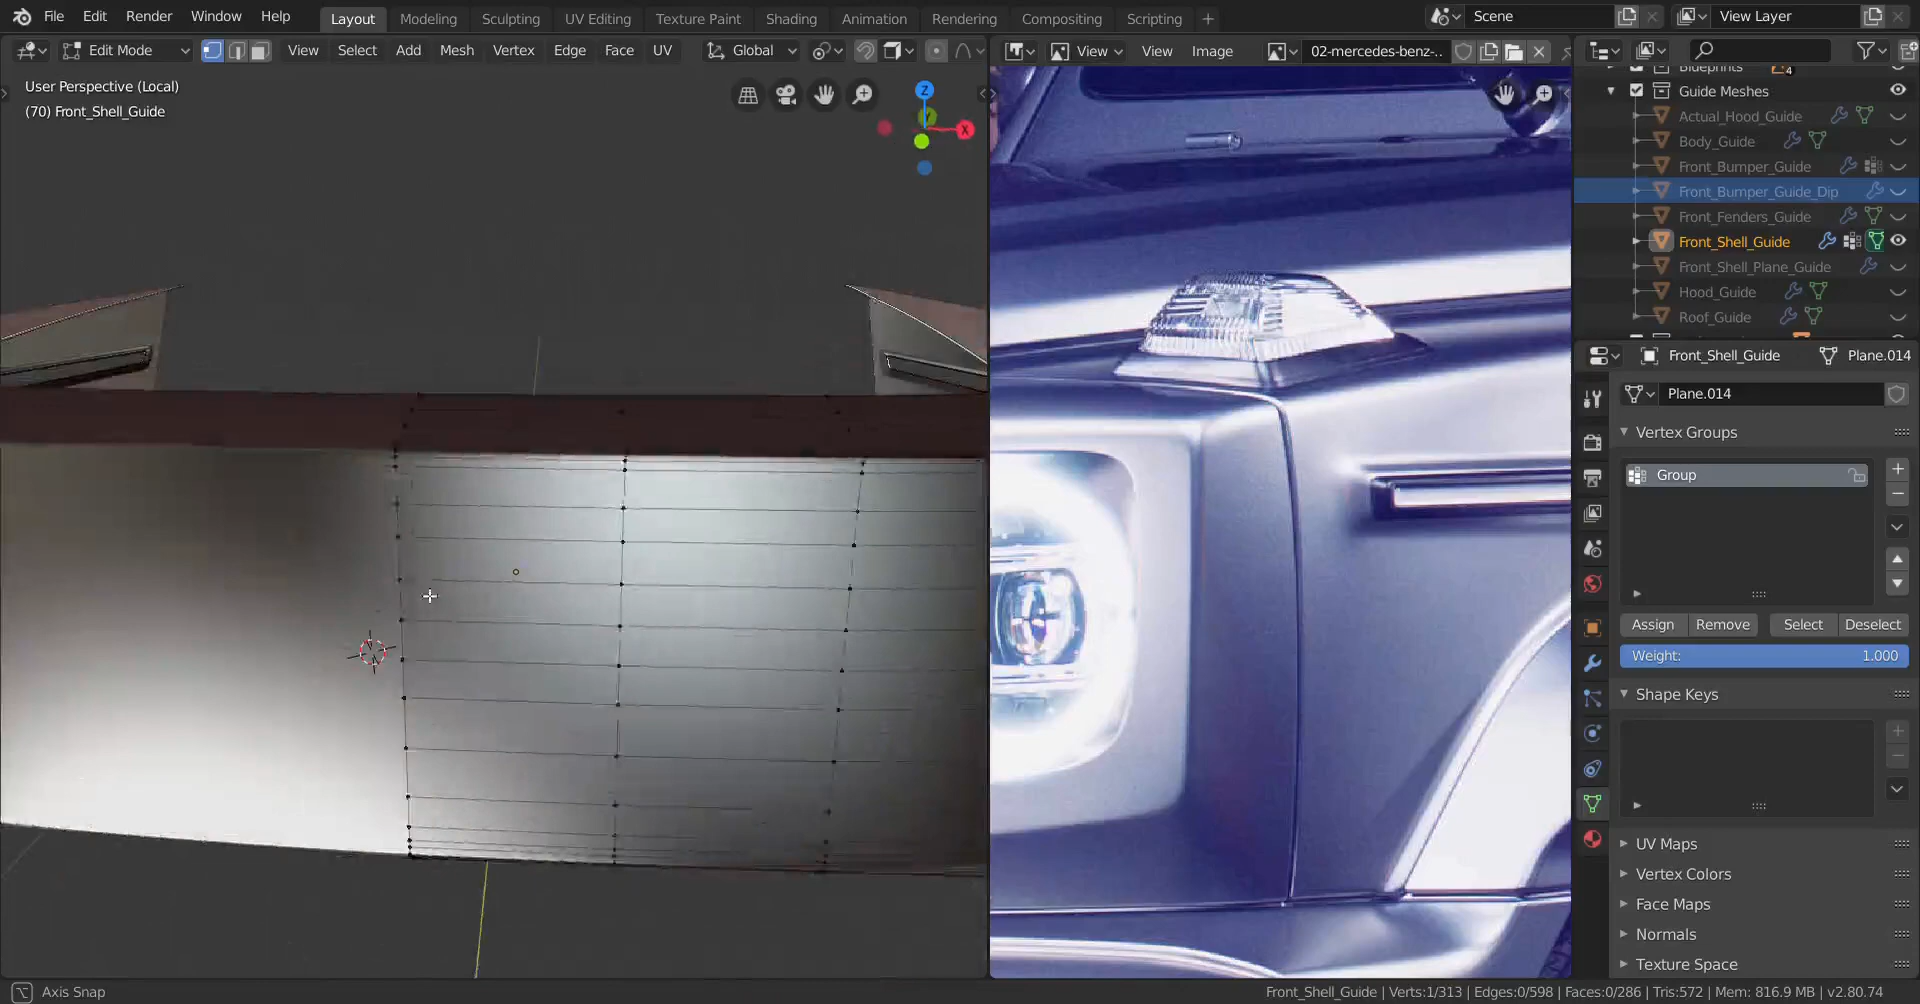 File Edit Render Window Help Layout Modeling Sculpting UV Editing Texture Paint Shading Animation Rendering Compositing Scripting + Scene View Layer
Edit Mode View Select Add Mesh Vertex Edge Face UV Global View View Image 02-mercedes-benz-..
User Perspective (Local)
(70) Front_Shell_Guide
Z
X
Blueprints 4
Guide Meshes
Actual_Hood_Guide
Body_Guide
Front_Bumper_Guide
Front_Bumper_Guide_Dip
Front_Fenders_Guide
Front_Shell_Guide
Front_Shell_Plane_Guide
Hood_Guide
Roof_Guide
Front_Shell_Guide Plane.014
Plane.014
Vertex Groups
Group
Assign Remove Select Deselect
Weight: 1.000
Shape Keys
UV Maps
Vertex Colors
Face Maps
Normals
Texture Space
Axis Snap Front_Shell_Guide | Verts:1/313 | Edges:0/598 | Faces:0/286 | Tris:572 | Mem: 816.9 MB | v2.80.74